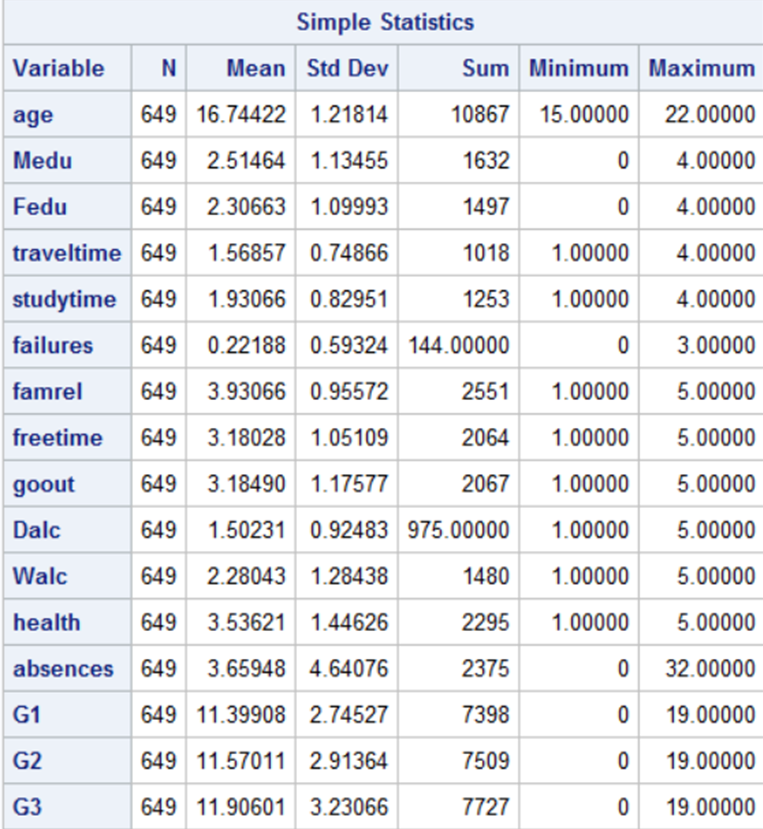 Simple Statistics
Variable N Mean Std Dev Sum Minimum Maximum
age 649 16.74422 1.21814 10867 15.00000 22.00000
Medu 649 2.51464 1.13455 1632 0 4.00000
Fedu 649 2.30663 1.09993 1497 0 4.00000
traveltime 649 1.56857 0.74866 1018 1.00000 4.00000
studytime 649 1.93066 0.82951 1253 1.00000 4.00000
failures 649 0.22188 0.59324 144.00000 0 3.00000
famrel 649 3.93066 0.95572 2551 1.00000 5.00000
freetime 649 3.18028 1.05109 2064 1.00000 5.00000
goout 649 3.18490 1.17577 2067 1.00000 5.00000
Dalc 649 1.50231 0.92483 975.00000 1.00000 5.00000
Walc 649 2.28043 1.28438 1480 1.00000 5.00000
health 649 3.53621 1.44626 2295 1.00000 5.00000
absences 649 3.65948 4.64076 2375 0 32.00000
G1 649 11.39908 2.74527 7398 0 19.00000
G2 649 11.57011 2.91364 7509 0 19.00000
G3 649 11.90601 3.23066 7727 0 19.00000